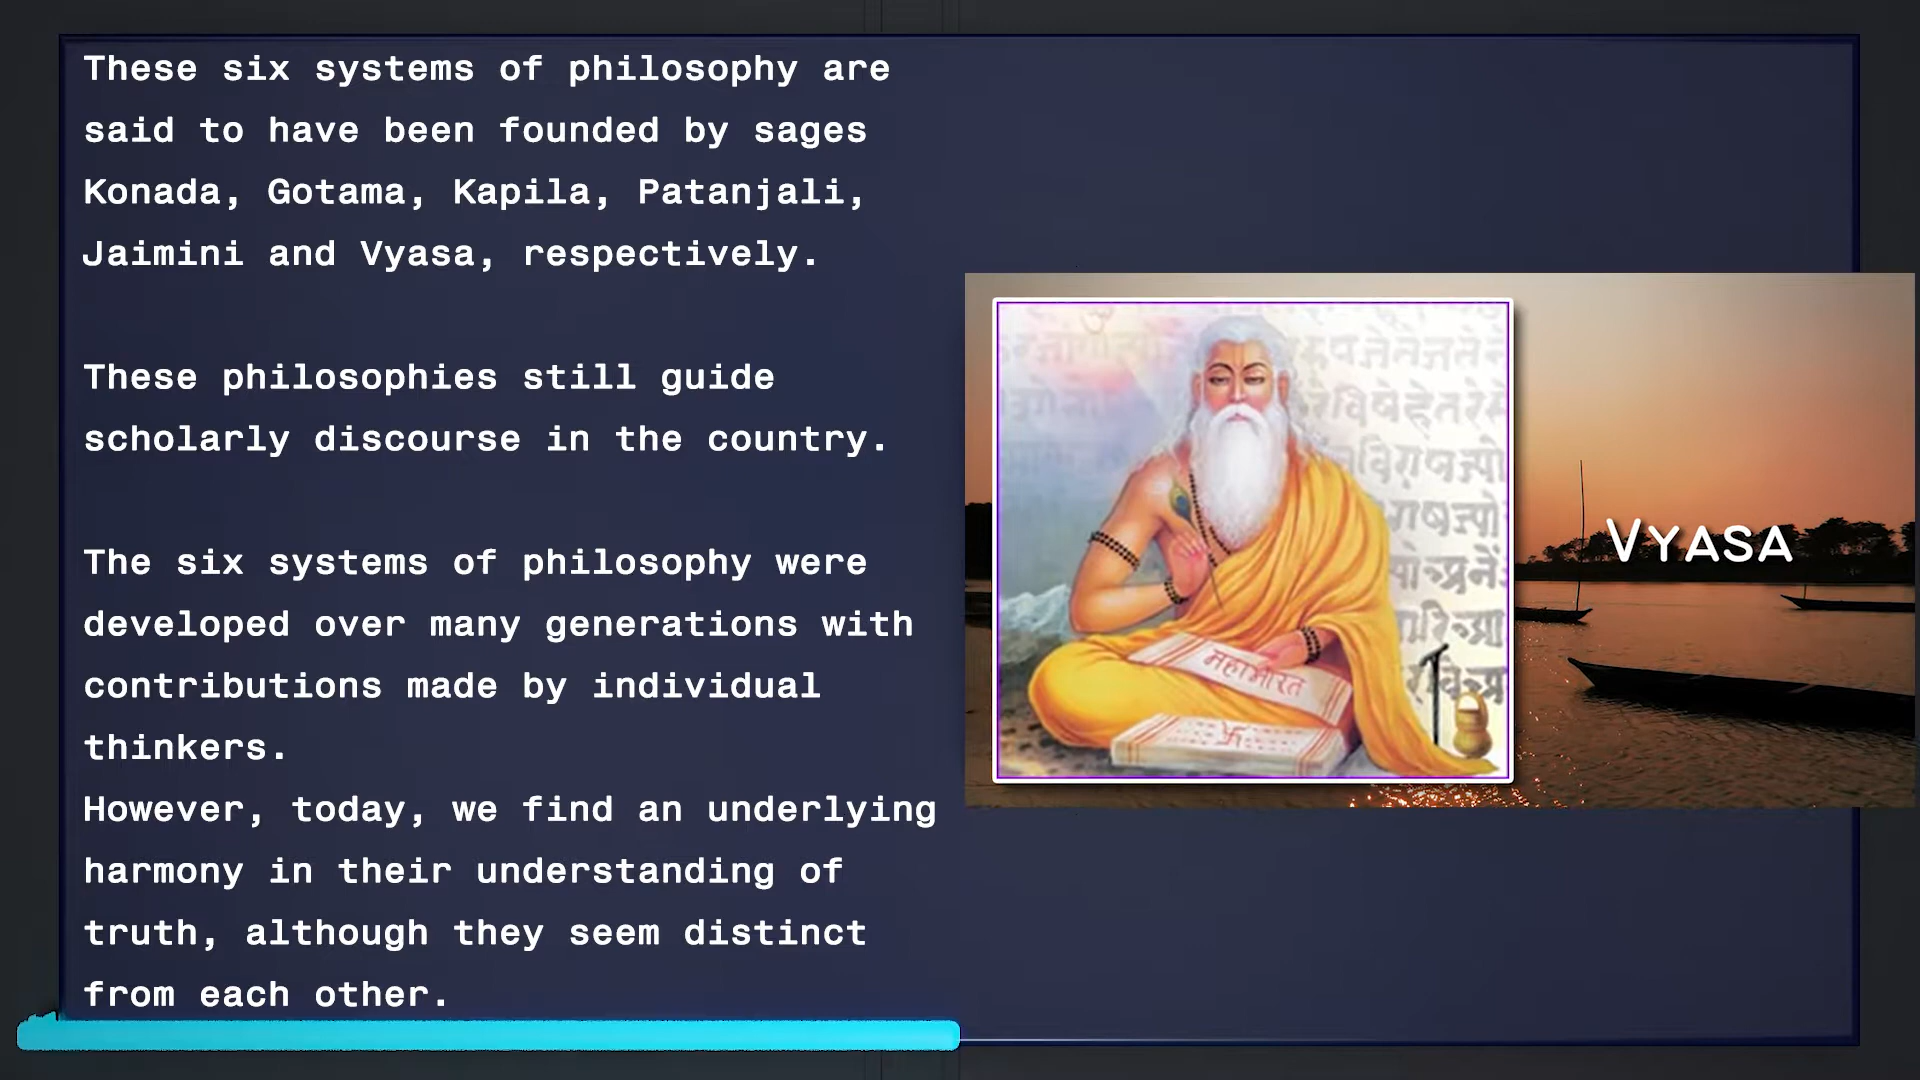 These six systems of philosophy are
said to have been founded by sages
Konada, Gotama, Kapila, Patanjali,
Jaimini and Vyasa, respectively.
These philosophies still guide
scholarly discourse in the country.
The six systems of philosophy were
developed over many generations with
contributions made by individual
thinkers.
However, today, we find an underlying
harmony in their understanding of
truth, although they seem distinct
from each other.
VYASA
महाभारत